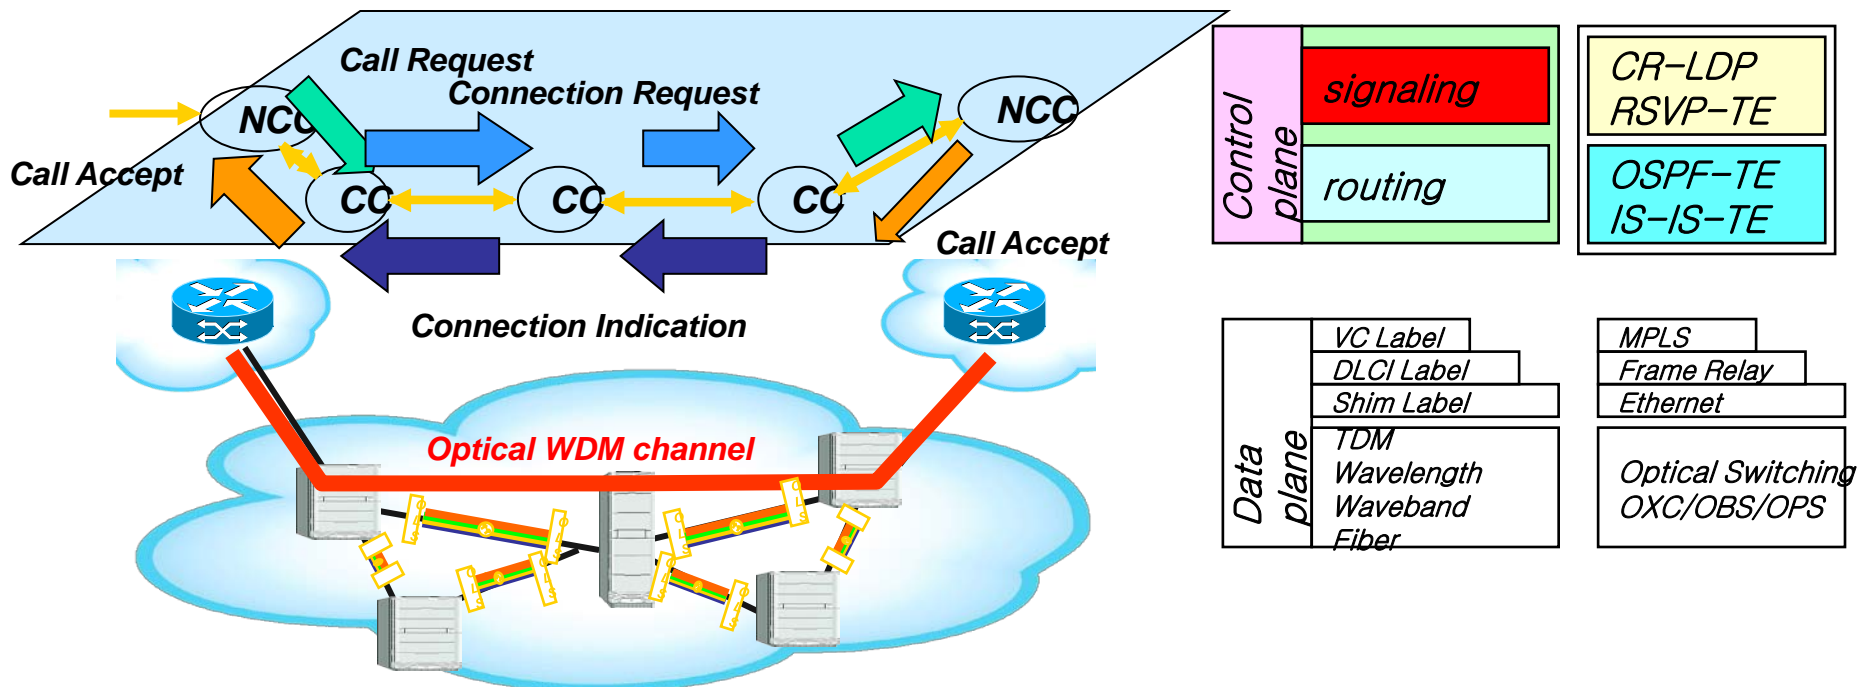 Call Request
Connection Request
NCC
NCC
Call Accept
CC
CC
CC
Call Accept
Connection Indication
Optical WDM channel
Control plane
signaling
routing
CR-LDP
RSVP-TE
OSPF-TE
IS-IS-TE
Data plane
VC Label
DLCI Label
Shim Label
TDM
Wavelength
Waveband
Fiber
MPLS
Frame Relay
Ethernet
Optical Switching
OXC/OBS/OPS